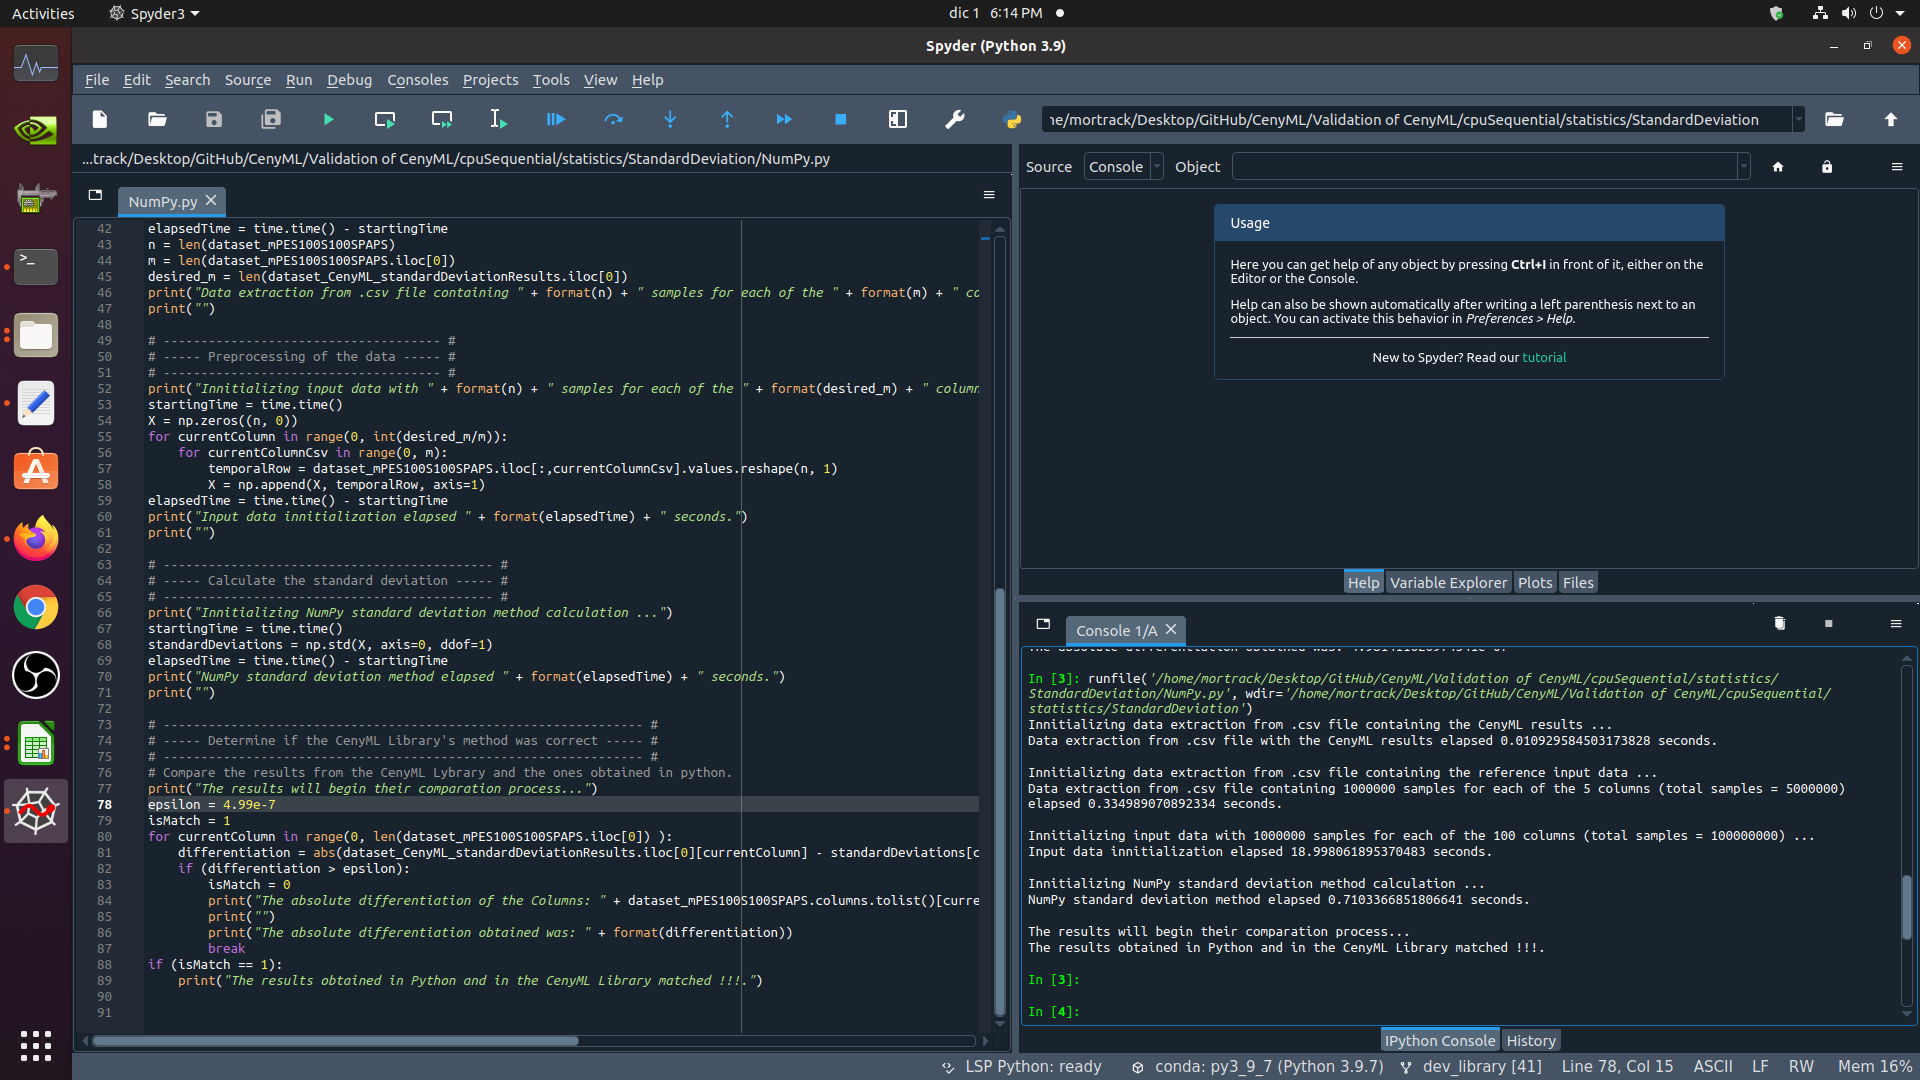 Activities
Spyder3
dic 1 6:14 PM
Spyder (Python 3.9)
File Edit Search Source Run Debug Consoles Projects Tools View Help
ne/mortrack/Desktop/GitHub/CenyML/Validation of CenyML/cpuSequential/statistics/StandardDeviation
...track/Desktop/GitHub/CenyML/Validation of CenyML/cpuSequential/statistics/StandardDeviation/NumPy.py
NumPy.py
42 elapsedTime = time.time() - startingTime
43 n = len(dataset_mPES100S100SPAPS)
44 m = len(dataset_mPES100S100SPAPS.iloc[0])
45 desired_m = len(dataset_CenyML_standardDeviationResults.iloc[0])
46 print("Data extraction from .csv file containing " + format(n) + " samples for each of the " + format(m) + " co
47 print("")
48
49 # ------------------------------------- #
50 # ----- Preprocessing of the data ----- #
51 # ------------------------------------- #
52 print("Innitializing input data with " + format(n) + " samples for each of the " + format(desired_m) + " column
53 startingTime = time.time()
54 X = np.zeros((n, 0))
55 for currentColumn in range(0, int(desired_m/m)):
56     for currentColumnCsv in range(0, m):
57         temporalRow = dataset_mPES100S100SPAPS.iloc[:,currentColumnCsv].values.reshape(n, 1)
58         X = np.append(X, temporalRow, axis=1)
59 elapsedTime = time.time() - startingTime
60 print("Input data innitialization elapsed " + format(elapsedTime) + " seconds.")
61 print("")
62
63 # -------------------------------------------- #
64 # ----- Calculate the standard deviation ----- #
65 # -------------------------------------------- #
66 print("Innitializing NumPy standard deviation method calculation ...")
67 startingTime = time.time()
68 standardDeviations = np.std(X, axis=0, ddof=1)
69 elapsedTime = time.time() - startingTime
70 print("NumPy standard deviation method elapsed " + format(elapsedTime) + " seconds.")
71 print("")
72
73 # ---------------------------------------------------------------- #
74 # ----- Determine if the CenyML Library's method was correct ----- #
75 # ---------------------------------------------------------------- #
76 # Compare the results from the CenyML Lybrary and the ones obtained in python.
77 print("The results will begin their comparation process...")
78 epsilon = 4.99e-7
79 isMatch = 1
80 for currentColumn in range(0, len(dataset_mPES100S100SPAPS.iloc[0]) ):
81     differentiation = abs(dataset_CenyML_standardDeviationResults.iloc[0][currentColumn] - standardDeviations[c
82     if (differentiation > epsilon):
83         isMatch = 0
84         print("The absolute differentiation of the Columns: " + dataset_mPES100S100SPAPS.columns.tolist()[curre
85         print("")
86         print("The absolute differentiation obtained was: " + format(differentiation))
87         break
88 if (isMatch == 1):
89     print("The results obtained in Python and in the CenyML Library matched !!!.")
90
91
Source Console Object
Usage
Here you can get help of any object by pressing Ctrl+I in front of it, either on the
Editor or the Console.
Help can also be shown automatically after writing a left parenthesis next to an
object. You can activate this behavior in Preferences > Help.
New to Spyder? Read our tutorial
Help Variable Explorer Plots Files
Console 1/A
In [3]: runfile('/home/mortrack/Desktop/GitHub/CenyML/Validation of CenyML/cpuSequential/statistics/
StandardDeviation/NumPy.py', wdir='/home/mortrack/Desktop/GitHub/CenyML/Validation of CenyML/cpuSequential/
statistics/StandardDeviation')
Innitializing data extraction from .csv file containing the CenyML results ...
Data extraction from .csv file with the CenyML results elapsed 0.010929584503173828 seconds.
Innitializing data extraction from .csv file containing the reference input data ...
Data extraction from .csv file containing 1000000 samples for each of the 5 columns (total samples = 5000000)
elapsed 0.334989070892334 seconds.
Innitializing input data with 1000000 samples for each of the 100 columns (total samples = 100000000) ...
Input data innitialization elapsed 18.998061895370483 seconds.
Innitializing NumPy standard deviation method calculation ...
NumPy standard deviation method elapsed 0.7103366851806641 seconds.
The results will begin their comparation process...
The results obtained in Python and in the CenyML Library matched !!!.
In [3]:
In [4]:
IPython Console History
LSP Python: ready conda: py3_9_7 (Python 3.9.7) dev_library [41] Line 78, Col 15 ASCII LF RW Mem 16%